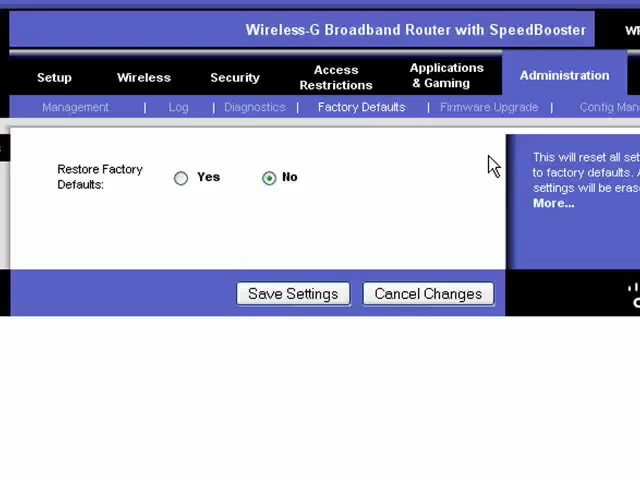 Wireless-G Broadband Router with SpeedBooster
Setup
Wireless
Security
Access
Restrictions
Applications
& Gaming
Administration
Management | Log | Diagnostics | Factory Defaults | Firmware Upgrade | Config
Restore Factory
Defaults:
Yes
No
This will reset all
to factory defaults.
settings will be
More...
Save Settings
Cancel Changes